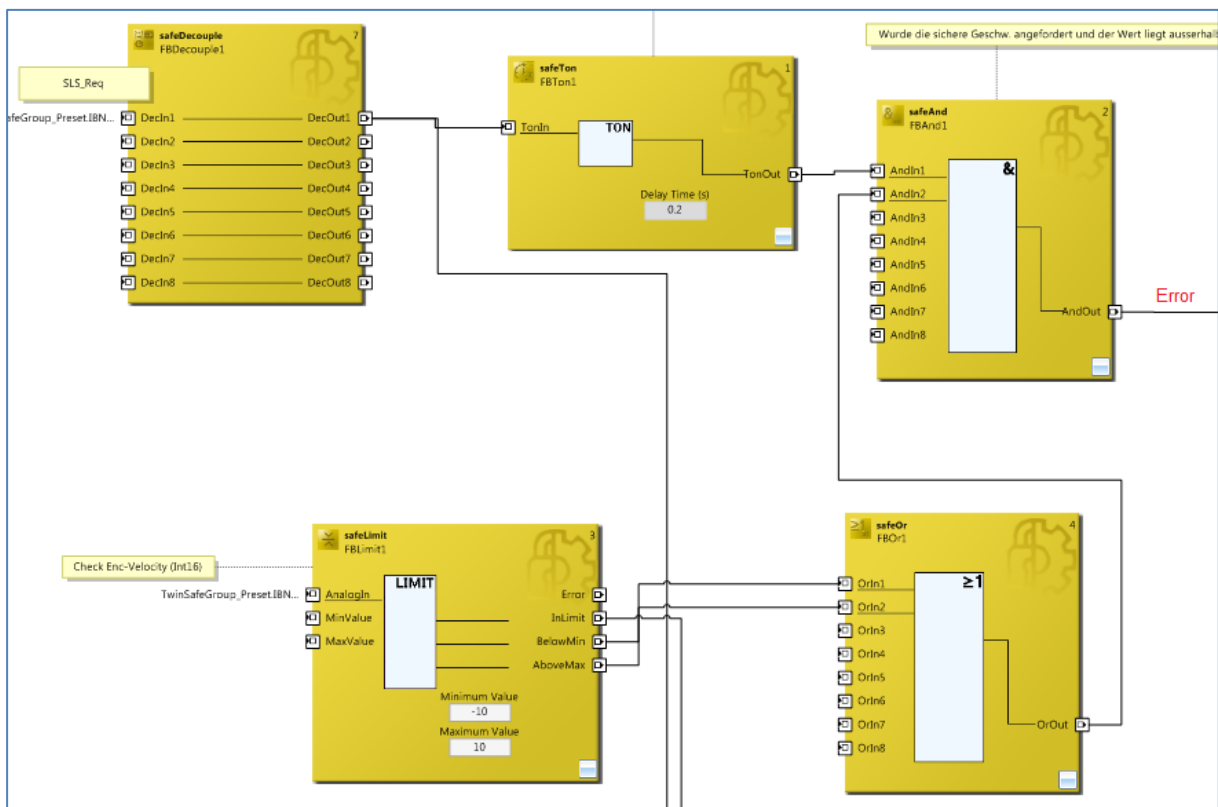 safeDecouple
FBDecouple1
7
SLS_Req
afeGroup_Preset.IBN...
DecIn1
DecOut1
DecIn2
DecOut2
DecIn3
DecOut3
DecIn4
DecOut4
DecIn5
DecOut5
DecIn6
DecOut6
DecIn7
DecOut7
DecIn8
DecOut8
safeTon
FBTon1
1
TonIn
TON
TonOut
Delay Time (s)
0.2
Wurde die sichere Geschw. angefordert und der Wert liegt ausserhalb
safeAnd
FBAnd1
2
&
&
AndIn1
AndIn2
AndIn3
AndIn4
AndIn5
AndIn6
AndIn7
AndIn8
AndOut
Error
Check Enc-Velocity (Int16)
TwinSafeGroup_Preset.IBN...
safeLimit
FBLimit1
3
LIMIT
AnalogIn
MinValue
MaxValue
Error
InLimit
BelowMin
AboveMax
Minimum Value
-10
Maximum Value
10
safeOr
FBOr1
4
≥1
≥1
OrIn1
OrIn2
OrIn3
OrIn4
OrIn5
OrIn6
OrIn7
OrIn8
OrOut